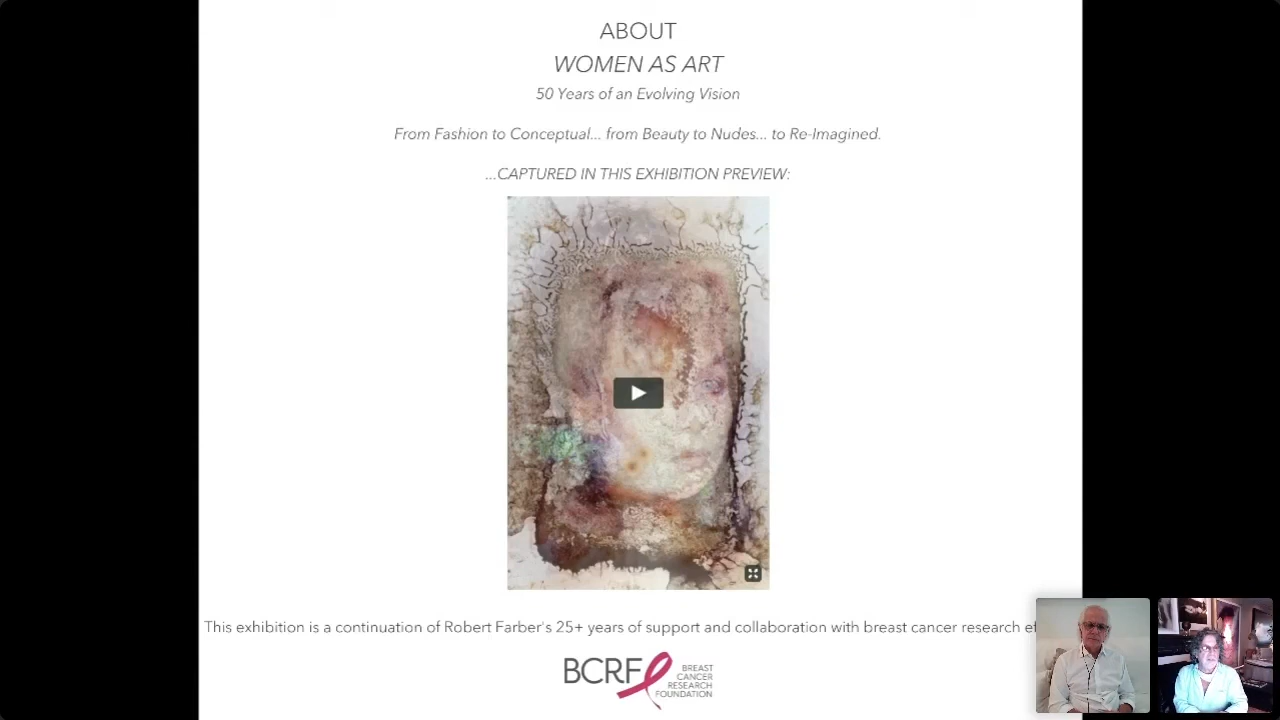 ABOUT
WOMEN AS ART
50 Years of an Evolving Vision
From Fashion to Conceptual... from Beauty to Nudes... to Re-Imagined.
...CAPTURED IN THIS EXHIBITION PREVIEW:
This exhibition is a continuation of Robert Farber's 25+ years of support and collaboration with breast cancer research
BCRF
BREAST
CANCER
RESEARCH
FOUNDATION